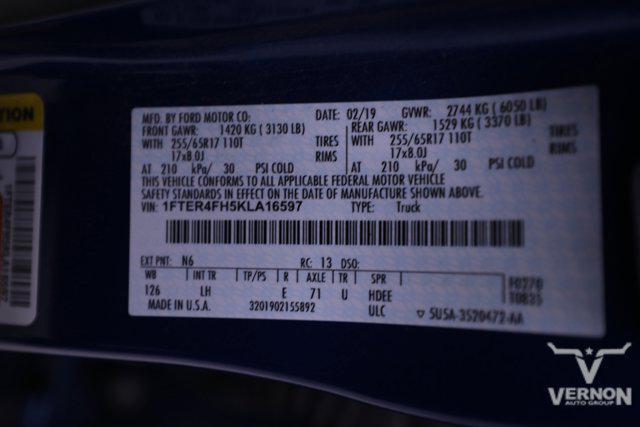 TION
MFD. BY FORD MOTOR CO: DATE: 02/19 GVWR: 2744 KG ( 6050 LB)
FRONT GAWR: 1420 KG ( 3130 LB) REAR GAWR: 1529 KG ( 3370 LB)
WITH 255/65R17 110T TIRES WITH 255/65R17 110T TIRES
17x8.0J RIMS 17x8.0J RIMS
AT 210 kPa/ 30 PSI COLD AT 210 kPa/ 30 PSI COLD
THIS VEHICLE CONFORMS TO ALL APPLICABLE FEDERAL MOTOR VEHICLE
SAFETY STANDARDS IN EFFECT ON THE DATE OF MANUFACTURE SHOWN ABOVE.
VIN: 1FTER4FH5KLA16597 TYPE: Truck
EXT PNT: N6 RC: 13 DSO:
WB INT TR TP/PS R AXLE TR SPR F0270
126 LH E 71 U HDEE T0835
MADE IN U.S.A. 3201902155892 ULC ▽ 5U5A-3520472-AA
VERNON
AUTO GROUP